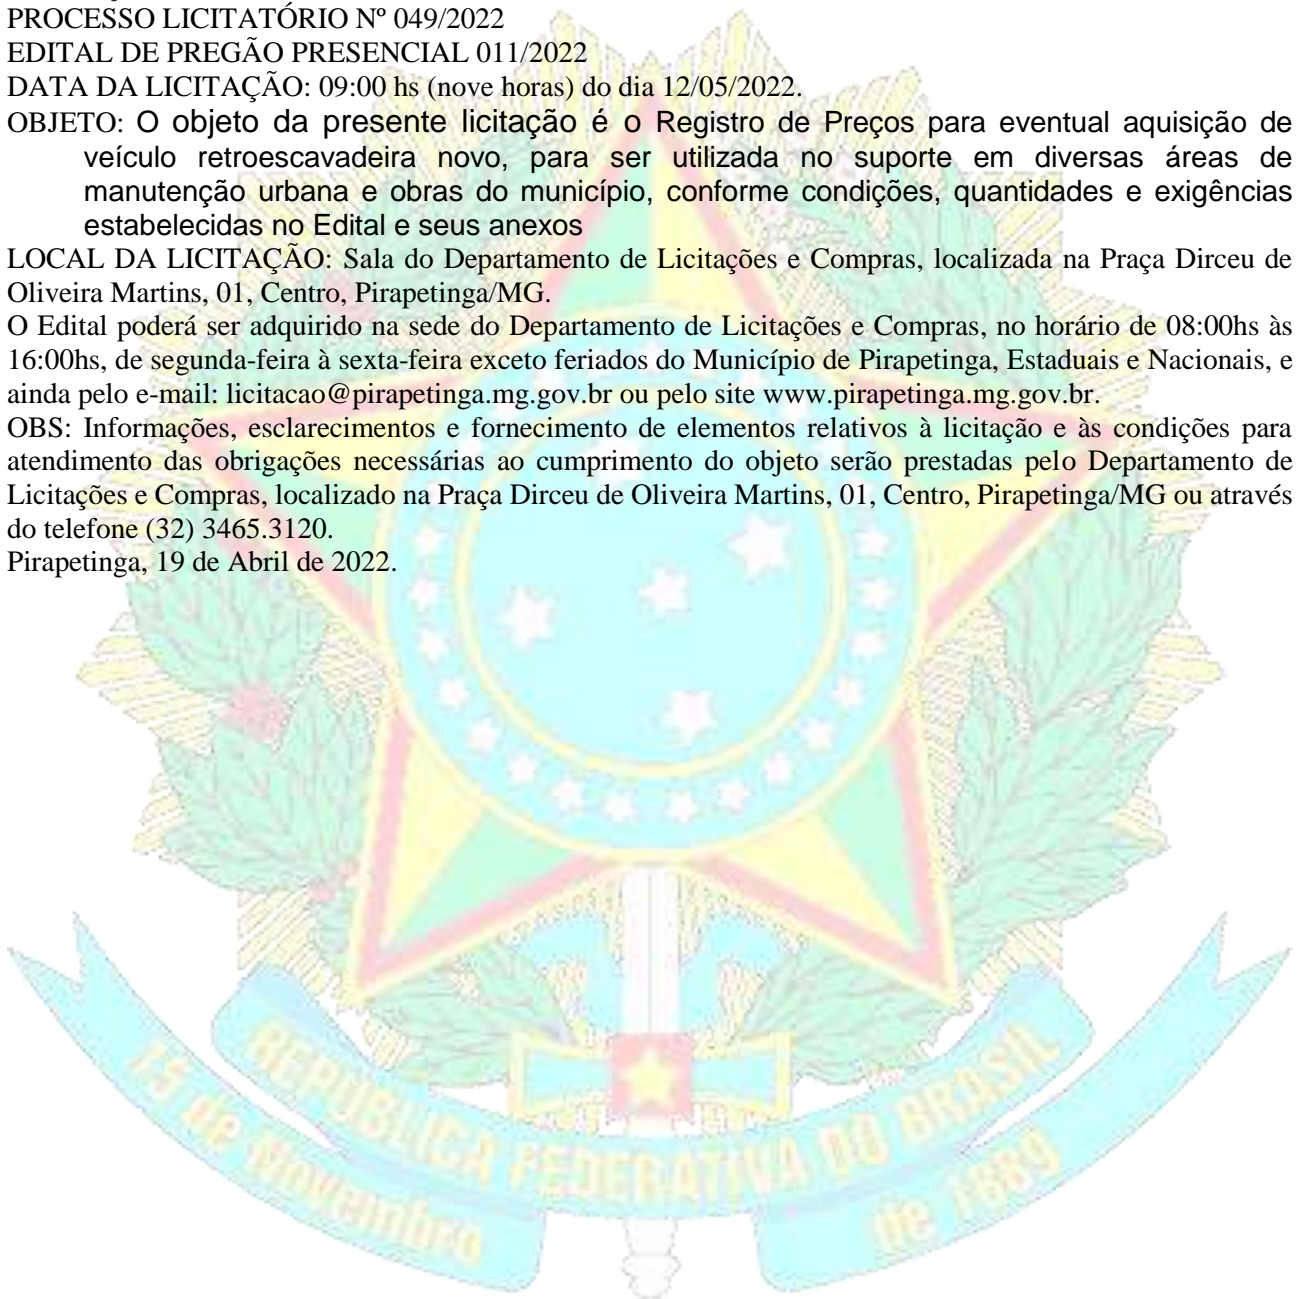 PROCESSO LICITATÓRIO Nº 049/2022
EDITAL DE PREGÃO PRESENCIAL 011/2022
DATA DA LICITAÇÃO: 09:00 hs (nove horas) do dia 12/05/2022.
OBJETO: O objeto da presente licitação é o Registro de Preços para eventual aquisição de
veículo retroescavadeira novo, para ser utilizada no suporte em diversas áreas de
manutenção urbana e obras do município, conforme condições, quantidades e exigências
estabelecidas no Edital e seus anexos
LOCAL DA LICITAÇÃO: Sala do Departamento de Licitações e Compras, localizada na Praça Dirceu de
Oliveira Martins, 01, Centro, Pirapetinga/MG.
O Edital poderá ser adquirido na sede do Departamento de Licitações e Compras, no horário de 08:00hs às
16:00hs, de segunda-feira à sexta-feira exceto feriados do Município de Pirapetinga, Estaduais e Nacionais, e
ainda pelo e-mail: licitacao@pirapetinga.mg.gov.br ou pelo site www.pirapetinga.mg.gov.br.
OBS: Informações, esclarecimentos e fornecimento de elementos relativos à licitação e às condições para
atendimento das obrigações necessárias ao cumprimento do objeto serão prestadas pelo Departamento de
Licitações e Compras, localizado na Praça Dirceu de Oliveira Martins, 01, Centro, Pirapetinga/MG ou através
do telefone (32) 3465.3120.
Pirapetinga, 19 de Abril de 2022.
REPÚBLICA FEDERATIVA DO BRASIL
15 de Novembro de 1889